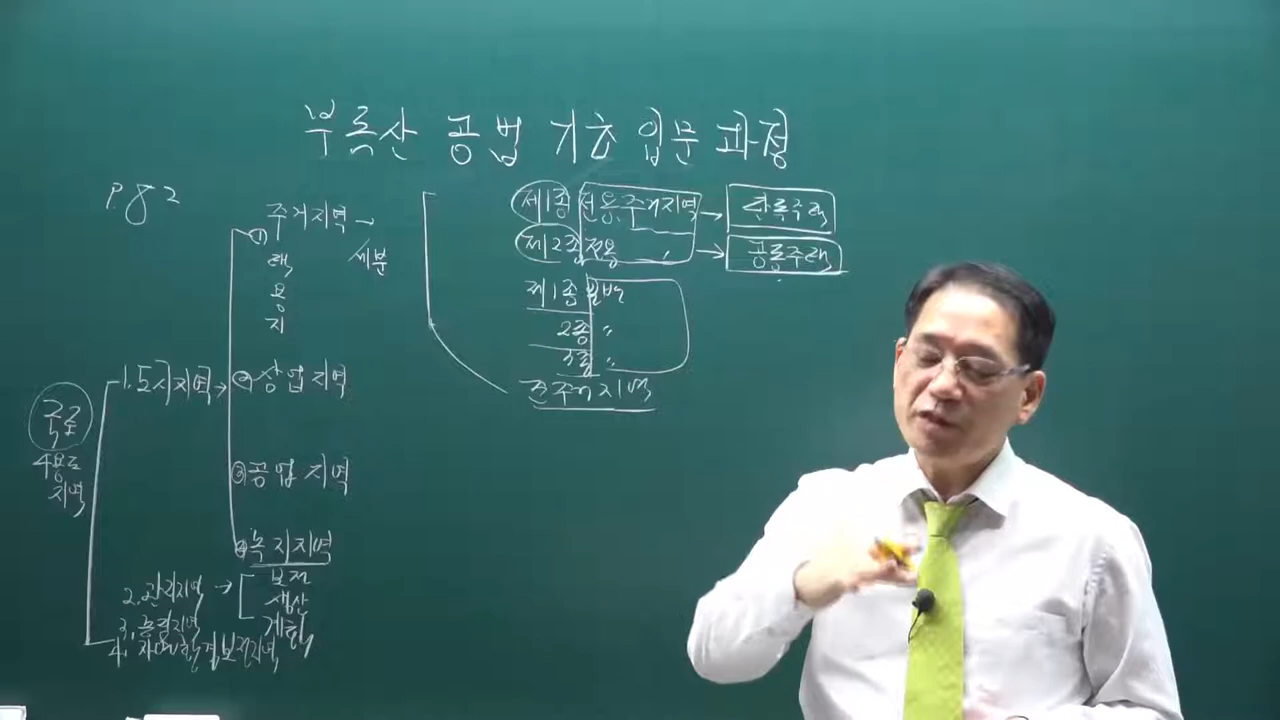 부동산 공법 기초 입문 과정
P 82
① 주거지역 →
택
용
지
세분
제1종 전용주거지역 → 단독주택
제2종 전용 〃 → 공동주택
제1종 일반
2종 〃
3종 〃
준주거지역
1. 도시지역 →
② 상업지역
국토
4용도
지역
③ 공업지역
④ 녹지지역
보전
생산
계획
2. 관리지역 →
3. 농림지역
4. 자연환경보전지역